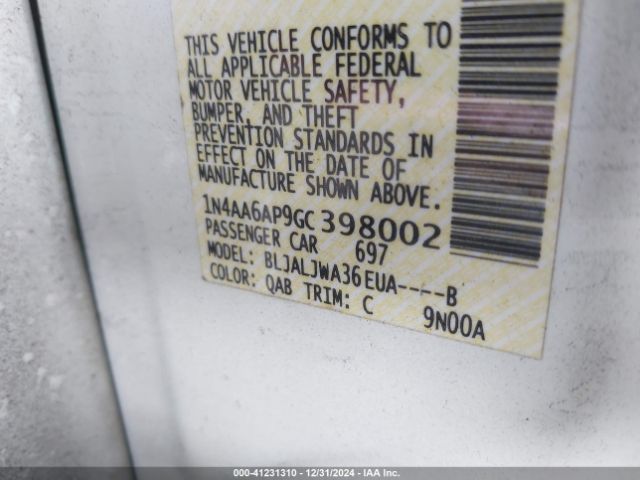 THIS VEHICLE CONFORMS TO
ALL APPLICABLE FEDERAL
MOTOR VEHICLE SAFETY,
BUMPER, AND THEFT
PREVENTION STANDARDS IN
EFFECT ON THE DATE OF
MANUFACTURE SHOWN ABOVE.
1N4AA6AP9GC398002
PASSENGER CAR 697
MODEL: BLJALJWA36EUA----B
COLOR: QAB TRIM: C 9N00A
000-41231310 - 12/31/2024 - IAA Inc.